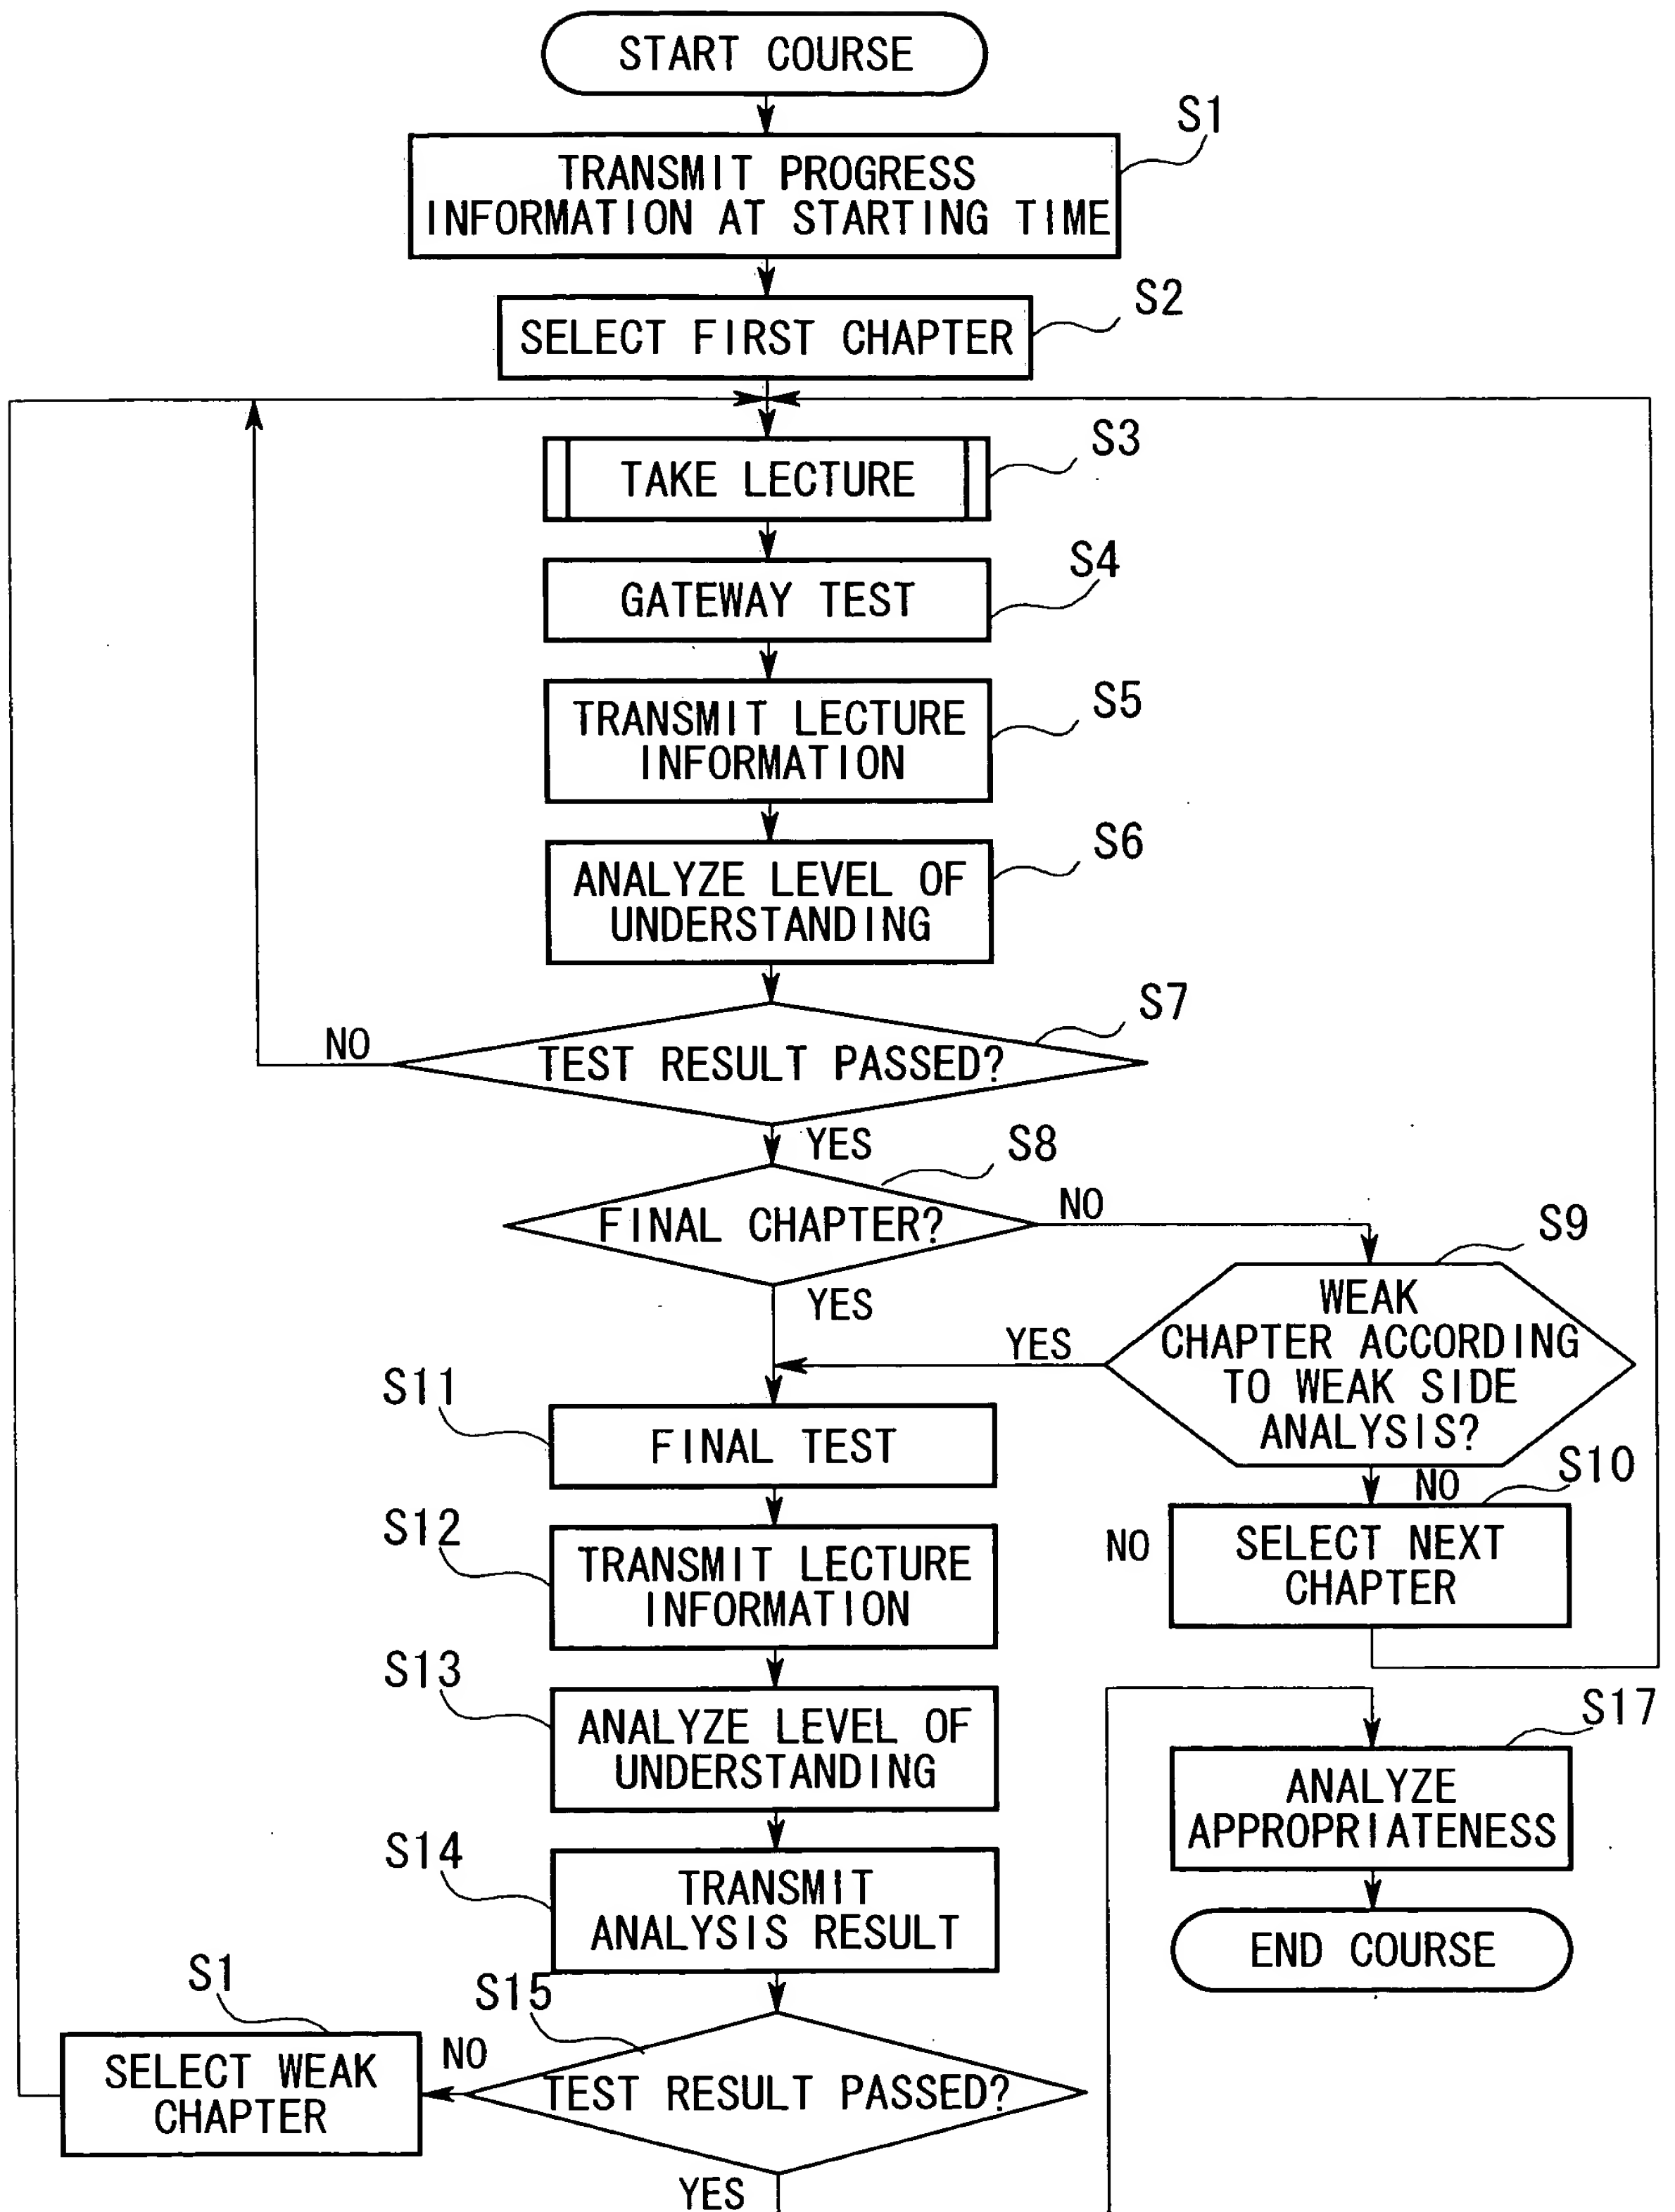 START COURSE
S1
TRANSMIT PROGRESS
INFORMATION AT STARTING TIME
S2
SELECT FIRST CHAPTER
S3
TAKE LECTURE
S4
GATEWAY TEST
S5
TRANSMIT LECTURE
INFORMATION
S6
ANALYZE LEVEL OF
UNDERSTANDING
S7
NO
TEST RESULT PASSED?
YES
S8
FINAL CHAPTER?
NO
YES
S9
WEAK
CHAPTER ACCORDING
TO WEAK SIDE
ANALYSIS?
YES
NO
S10
NO
SELECT NEXT
CHAPTER
S11
FINAL TEST
S12
TRANSMIT LECTURE
INFORMATION
S13
ANALYZE LEVEL OF
UNDERSTANDING
S14
TRANSMIT
ANALYSIS RESULT
S15
TEST RESULT PASSED?
NO
S1
SELECT WEAK
CHAPTER
YES
S17
ANALYZE
APPROPRIATENESS
END COURSE